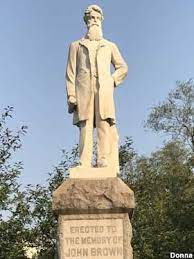 ERECTED
TO THE
MEMORY OF
JOHN BROWN
Donna